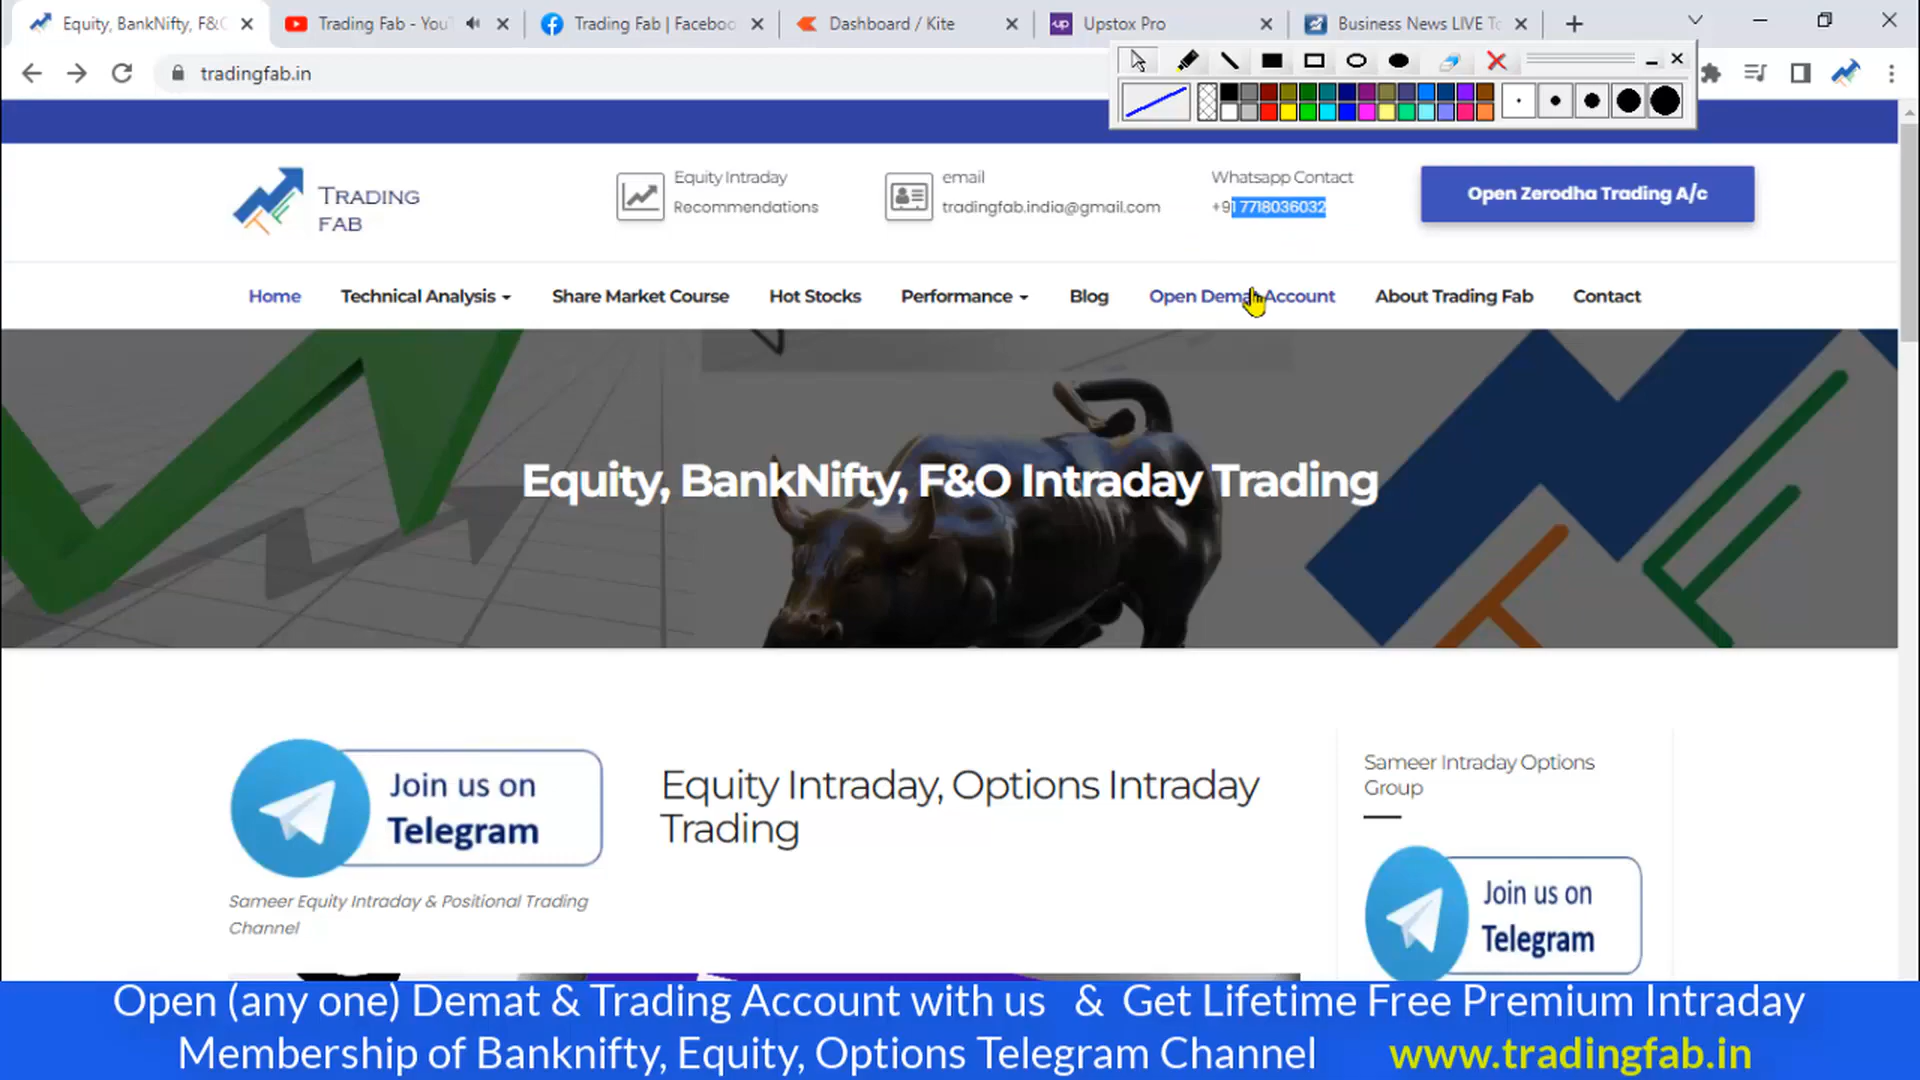 Equity, BankNifty, F&O
Trading Fab - YouT
Trading Fab | Faceboo
Dashboard / Kite
Upstox Pro
Business News LIVE To
tradingfab.in
TRADING
FAB
Equity Intraday
Recommendations
email
tradingfab.india@gmail.com
Whatsapp Contact
+917718036032
Open Zerodha Trading A/c
Home
Technical Analysis
Share Market Course
Hot Stocks
Performance
Blog
Open Demat Account
About Trading Fab
Contact
Equity, BankNifty, F&O Intraday Trading
Join us on
Telegram
Sameer Equity Intraday & Positional Trading
Channel
Equity Intraday, Options Intraday
Trading
Sameer Intraday Options
Group
Join us on
Telegram
Open (any one) Demat & Trading Account with us & Get Lifetime Free Premium Intraday
Membership of Banknifty, Equity, Options Telegram Channel www.tradingfab.in